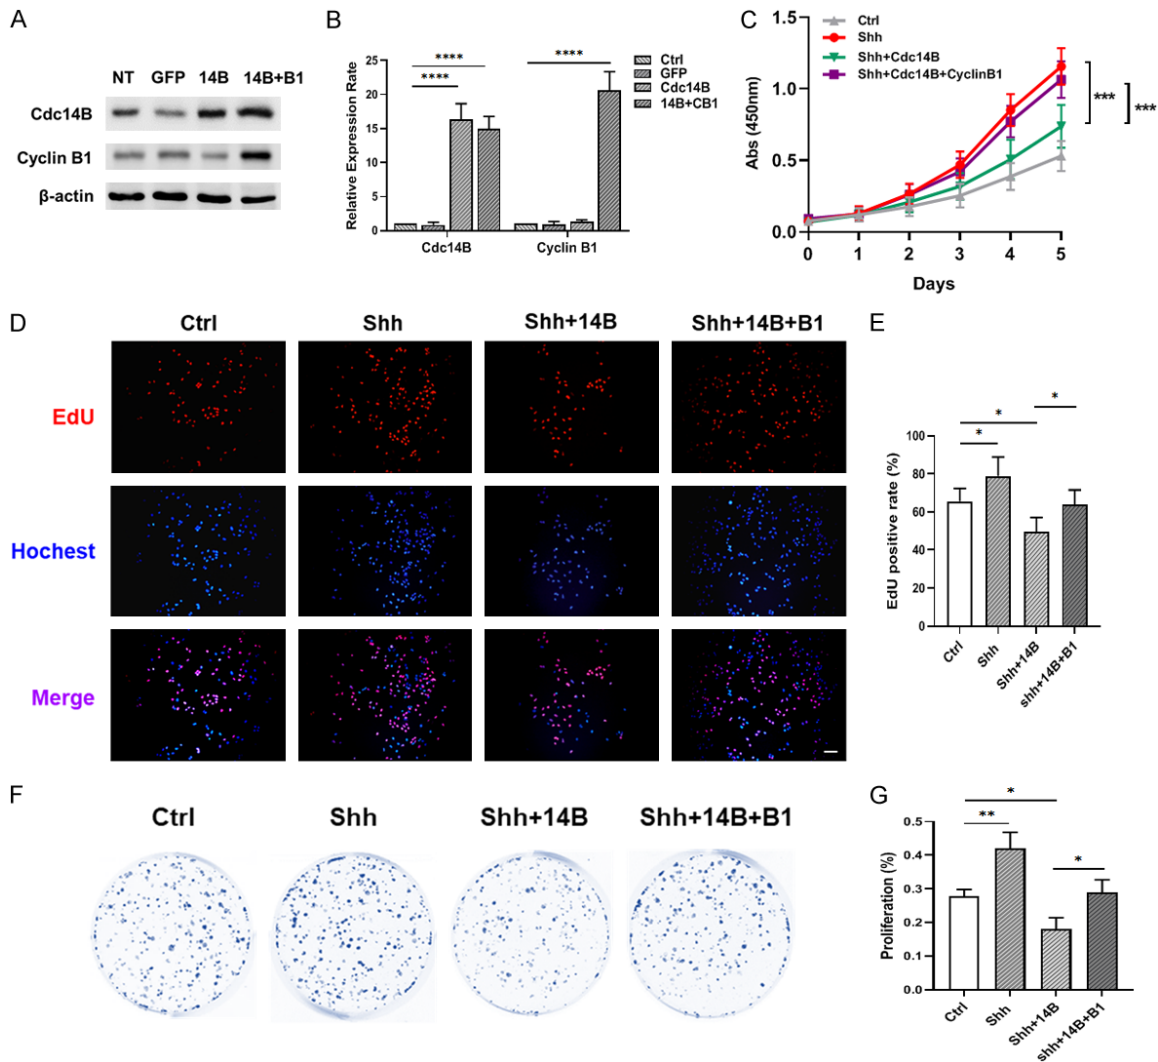 A
NT GFP 14B 14B+B1
Cdc14B
Cyclin B1
β-actin
B
Relative Expression Rate
25
20
15
10
5
0
****
****
****
Ctrl
GFP
Cdc14B
14B+CB1
Cdc14B Cyclin B1
C
Abs (450nm)
1.5
1.0
0.5
0.0
Ctrl
Shh
Shh+Cdc14B
Shh+Cdc14B+CyclinB1
***
***
0 1 2 3 4 5
Days
D
Ctrl Shh Shh+14B Shh+14B+B1
EdU
Hochest
Merge
E
EdU positive rate (%)
100
80
60
40
20
0
*
*
*
Ctrl Shh Shh+14B shh+14B+B1
F
Ctrl Shh Shh+14B Shh+14B+B1
G
Proliferation (%)
0.5
0.4
0.3
0.2
0.1
0.0
*
**
*
Ctrl Shh Shh+14B shh+14B+B1